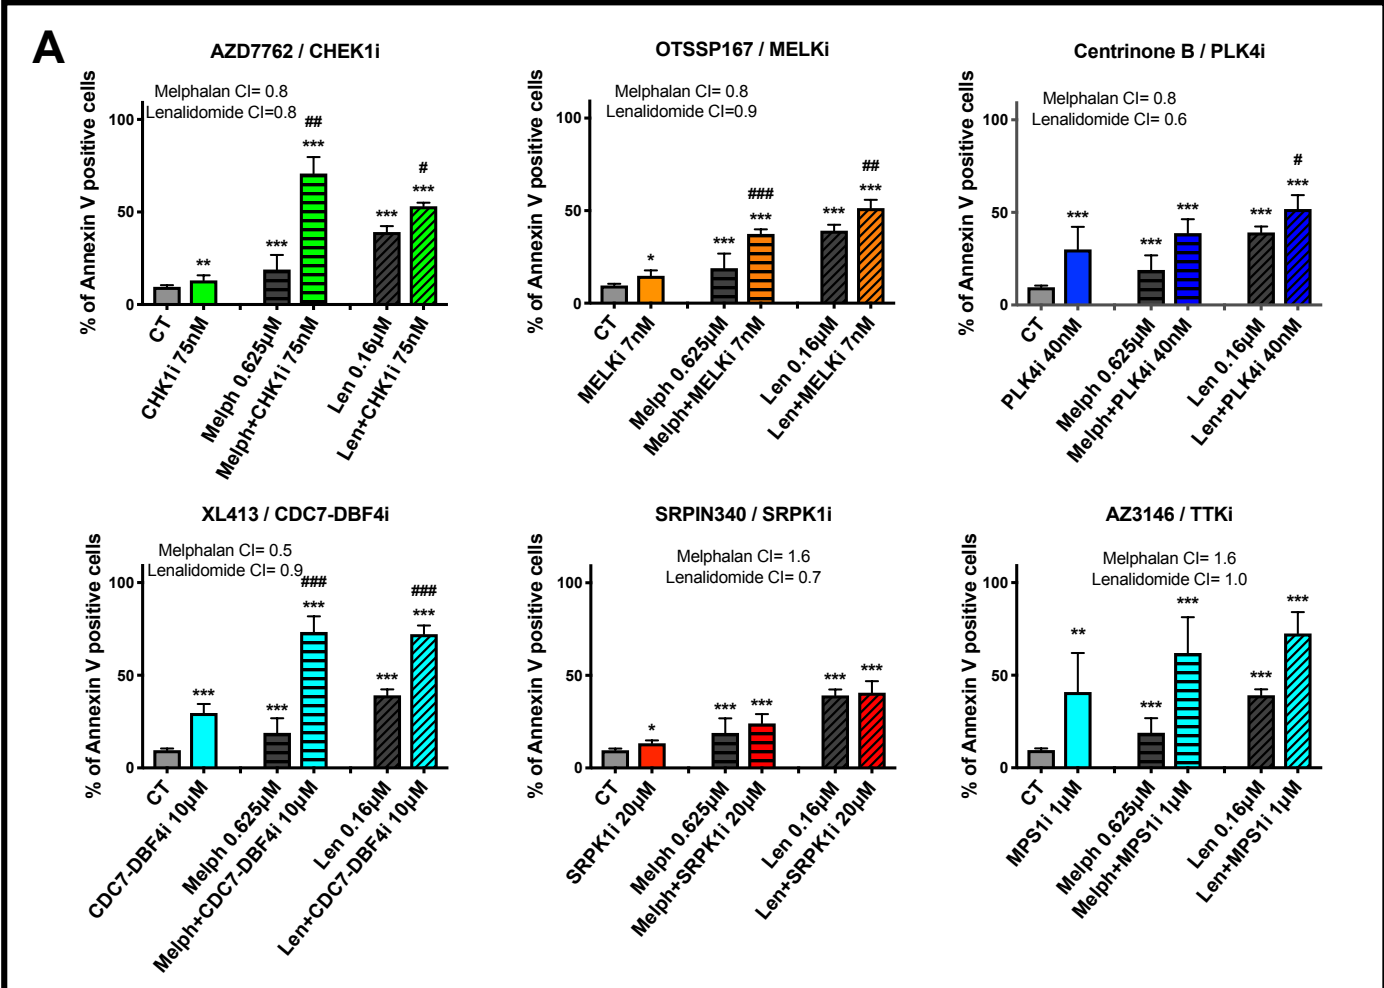 A
AZD7762 / CHEK1i
Melphalan CI= 0.8
Lenalidomide CI=0.8
% of Annexin V positive cells
100
50
0
**
***
***
##
***
***
#
CT
CHK1i 75nM
Melph 0.625µM
Melph+CHK1i 75nM
Len 0.16µM
Len+CHK1i 75nM
OTSSP167 / MELKi
Melphalan CI= 0.8
Lenalidomide CI=0.9
% of Annexin V positive cells
100
50
0
*
***
***
###
***
***
##
CT
MELKi 7nM
Melph 0.625µM
Melph+MELKi 7nM
Len 0.16µM
Len+MELKi 7nM
Centrinone B / PLK4i
Melphalan CI= 0.8
Lenalidomide CI= 0.6
% of Annexin V positive cells
100
50
0
***
***
***
***
***
#
CT
PLK4i 40nM
Melph 0.625µM
Melph+PLK4i 40nM
Len 0.16µM
Len+PLK4i 40nM
XL413 / CDC7-DBF4i
Melphalan CI= 0.5
Lenalidomide CI= 0.9
% of Annexin V positive cells
100
50
0
***
***
***
###
***
***
###
CT
CDC7-DBF4i 10µM
Melph 0.625µM
Melph+CDC7-DBF4i 10µM
Len 0.16µM
Len+CDC7-DBF4i 10µM
SRPIN340 / SRPK1i
Melphalan CI= 1.6
Lenalidomide CI= 0.7
% of Annexin V positive cells
100
50
0
*
***
***
***
***
CT
SRPK1i 20µM
Melph 0.625µM
Melph+SRPK1i 20µM
Len 0.16µM
Len+SRPK1i 20µM
AZ3146 / TTKi
Melphalan CI= 1.6
Lenalidomide CI= 1.0
% of Annexin V positive cells
100
50
0
**
***
***
***
***
CT
MPS1i 1µM
Melph 0.625µM
Melph+MPS1i 1µM
Len 0.16µM
Len+MPS1i 1µM